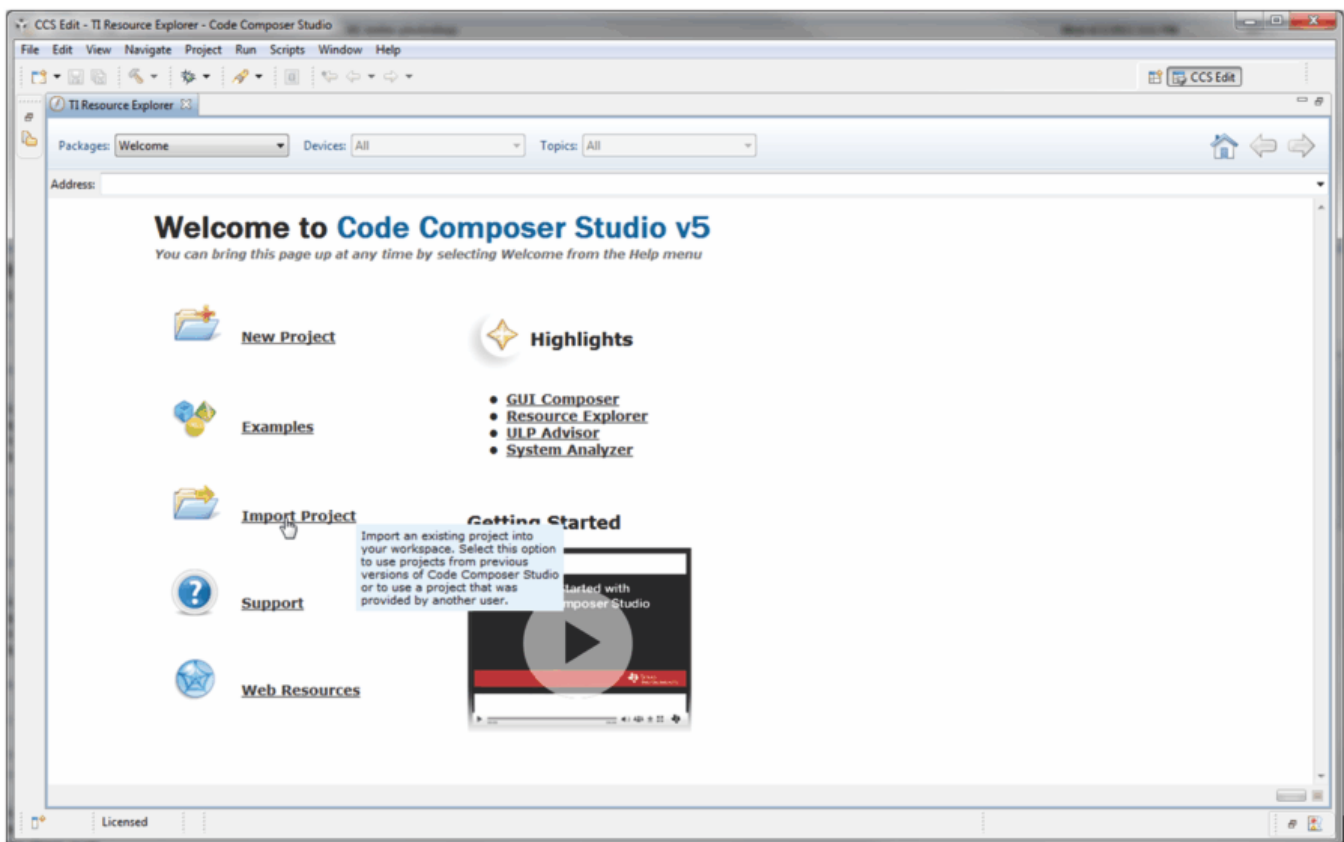 CCS Edit - TI Resource Explorer - Code Composer Studio
File Edit View Navigate Project Run Scripts Window Help
CCS Edit
TI Resource Explorer
Packages: Welcome Devices: All Topics: All
Address:
Welcome to Code Composer Studio v5
You can bring this page up at any time by selecting Welcome from the Help menu
New Project
Highlights
Examples
GUI Composer
Resource Explorer
ULP Advisor
System Analyzer
Import Project
Getting Started
Import an existing project into
your workspace. Select this option
to use projects from previous
versions of Code Composer Studio
or to use a project that was
provided by another user.
Started with
mposer Studio
Support
Web Resources
Licensed